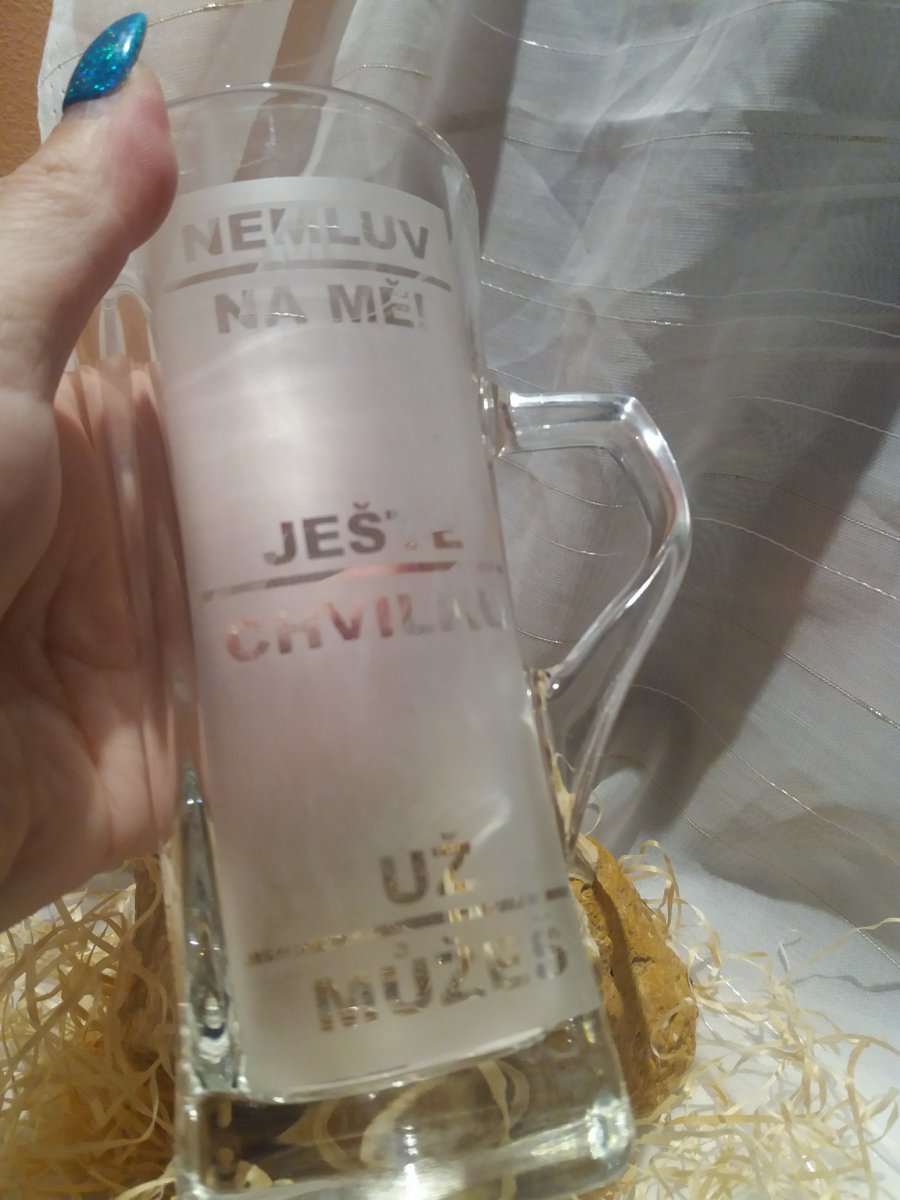 NEMLUV
NA MĚ!
JEŠTĚ
CHVILKU
UŽ
MŮŽEŠ